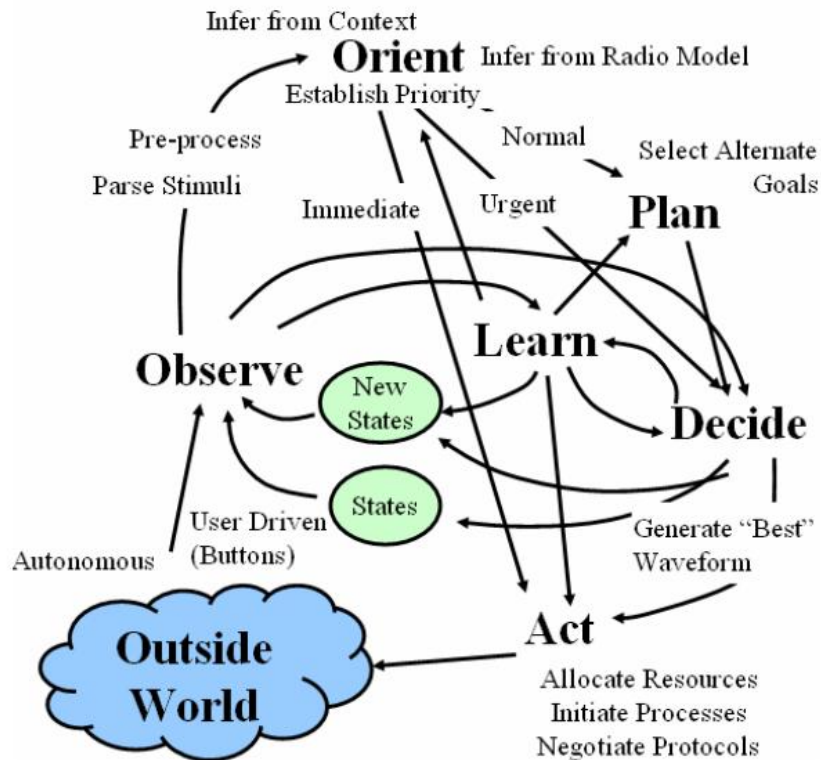 Infer from Context
Orient
Infer from Radio Model
Establish Priority
Pre-process
Normal
Select Alternate
Goals
Parse Stimuli
Immediate
Urgent
Plan
Learn
Observe
New
States
Decide
States
User Driven
(Buttons)
Autonomous
Generate “Best”
Waveform
Act
Outside
World
Allocate Resources
Initiate Processes
Negotiate Protocols